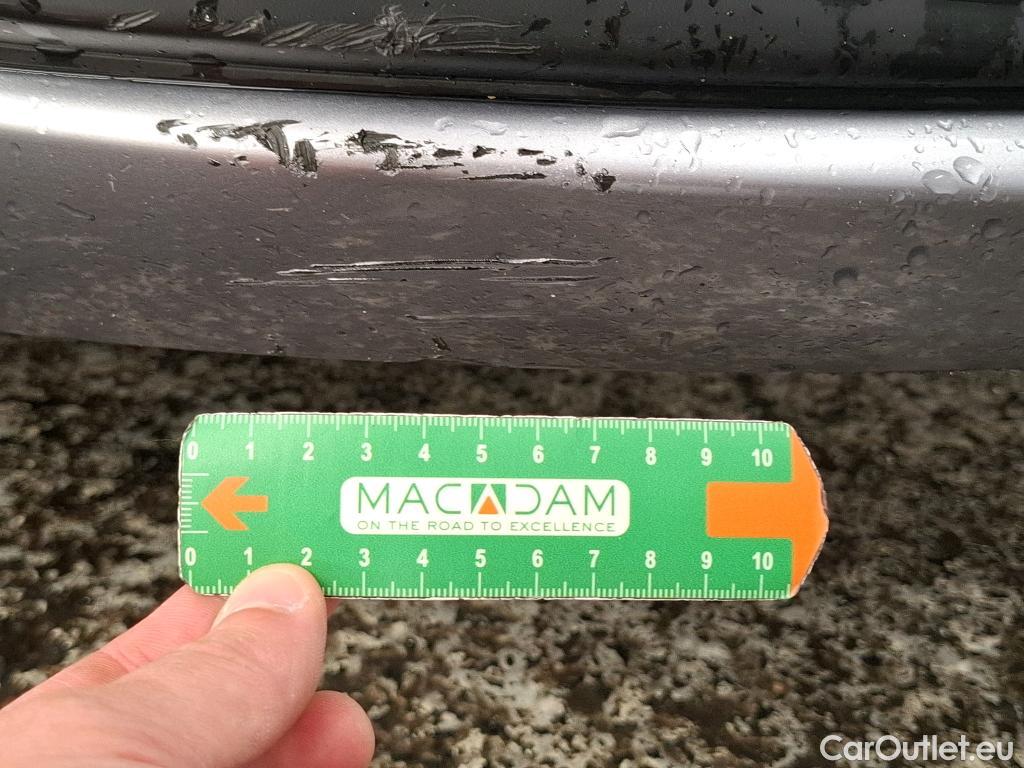 0 1 2 3 4 5 6 7 8 9 10
MACADAM
ON THE ROAD TO EXCELLENCE
0 1 2 3 4 5 6 7 8 9 10
CarOutlet.eu